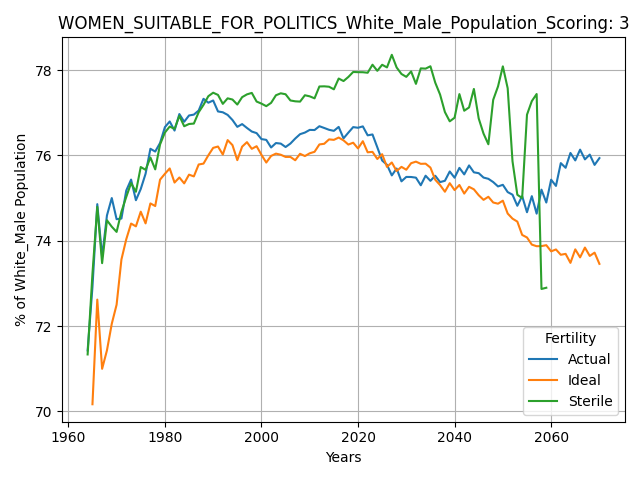 WOMEN_SUITABLE_FOR_POLITICS_White_Male_Population_Scoring: 3
% of White_Male Population
78
76
74
72
70
1960 1980 2000 2020 2040 2060
Years
Fertility
Actual
Ideal
Sterile